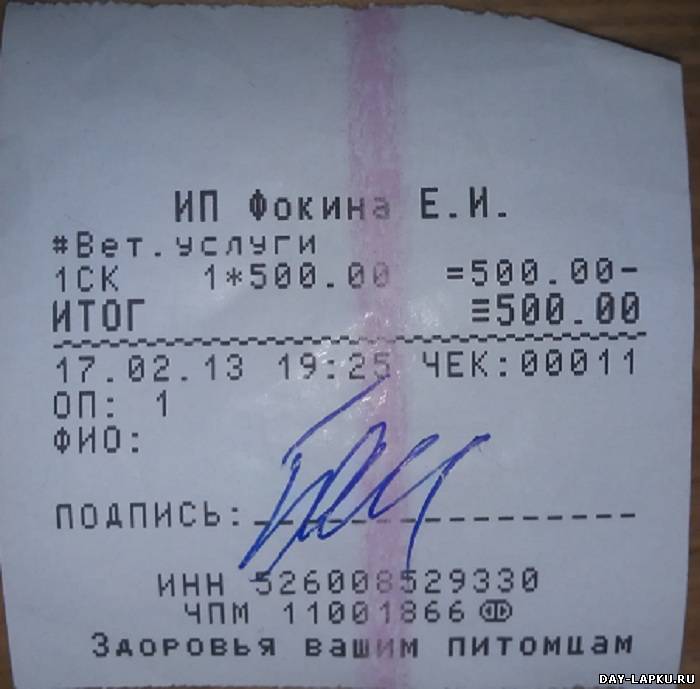 ИП Фокина Е.И.
#Вет.услуги
1СК 1*500.00 =500.00-
ИТОГ ≡500.00
17.02.13 19:25 ЧЕК:00011
ОП: 1
ФИО:
ПОДПИСЬ:
ИНН 526008529330
ЧПМ 11001866
Здоровья вашим питомцам
DAY-LAPKU.RU